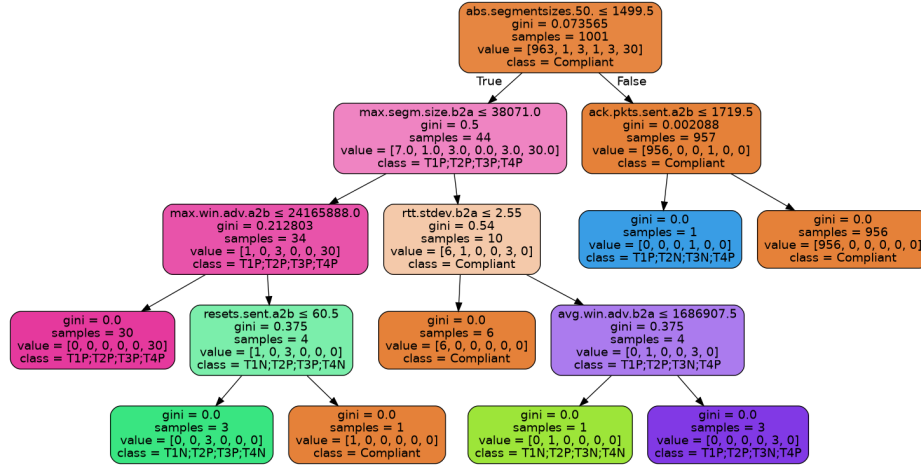 abs.segmentsizes.50. ≤ 1499.5
gini = 0.073565
samples = 1001
value = [963, 1, 3, 1, 3, 30]
class = Compliant
True
False
max.segm.size.b2a ≤ 38071.0
gini = 0.5
samples = 44
value = [7.0, 1.0, 3.0, 0.0, 3.0, 30.0]
class = T1P;T2P;T3P;T4P
ack.pkts.sent.a2b ≤ 1719.5
gini = 0.002088
samples = 957
value = [956, 0, 0, 1, 0, 0]
class = Compliant
max.win.adv.a2b ≤ 24165888.0
gini = 0.212803
samples = 34
value = [1, 0, 3, 0, 0, 30]
class = T1P;T2P;T3P;T4P
rtt.stdev.b2a ≤ 2.55
gini = 0.54
samples = 10
value = [6, 1, 0, 0, 3, 0]
class = Compliant
gini = 0.0
samples = 1
value = [0, 0, 0, 1, 0, 0]
class = T1P;T2N;T3N;T4P
gini = 0.0
samples = 956
value = [956, 0, 0, 0, 0, 0]
class = Compliant
gini = 0.0
samples = 30
value = [0, 0, 0, 0, 0, 30]
class = T1P;T2P;T3P;T4P
resets.sent.a2b ≤ 60.5
gini = 0.375
samples = 4
value = [1, 0, 3, 0, 0, 0]
class = T1N;T2P;T3P;T4N
gini = 0.0
samples = 6
value = [6, 0, 0, 0, 0, 0]
class = Compliant
avg.win.adv.b2a ≤ 1686907.5
gini = 0.375
samples = 4
value = [0, 1, 0, 0, 3, 0]
class = T1P;T2P;T3N;T4P
gini = 0.0
samples = 3
value = [0, 0, 3, 0, 0, 0]
class = T1N;T2P;T3P;T4N
gini = 0.0
samples = 1
value = [1, 0, 0, 0, 0, 0]
class = Compliant
gini = 0.0
samples = 1
value = [0, 1, 0, 0, 0, 0]
class = T1N;T2P;T3N;T4N
gini = 0.0
samples = 3
value = [0, 0, 0, 0, 3, 0]
class = T1P;T2P;T3N;T4P